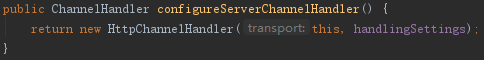 public ChannelHandler configureServerChannelHandler() {
return new HttpChannelHandler( transport: this, handlingSettings);
}